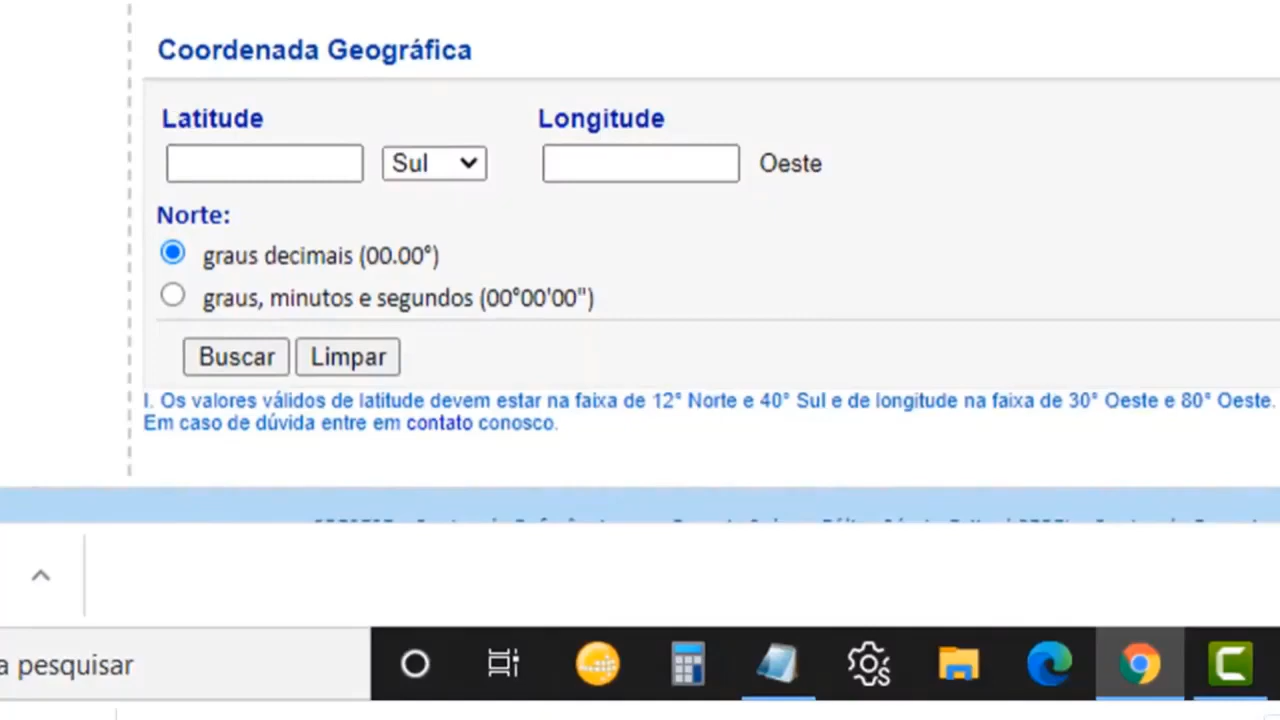 Coordenada Geográfica
Latitude Longitude
Sul Oeste
Norte:
graus decimais (00.00°)
graus, minutos e segundos (00°00'00")
Buscar Limpar
I. Os valores válidos de latitude devem estar na faixa de 12° Norte e 40° Sul e de longitude na faixa de 30° Oeste e 80° Oeste.
Em caso de dúvida entre em contato conosco.
a pesquisar